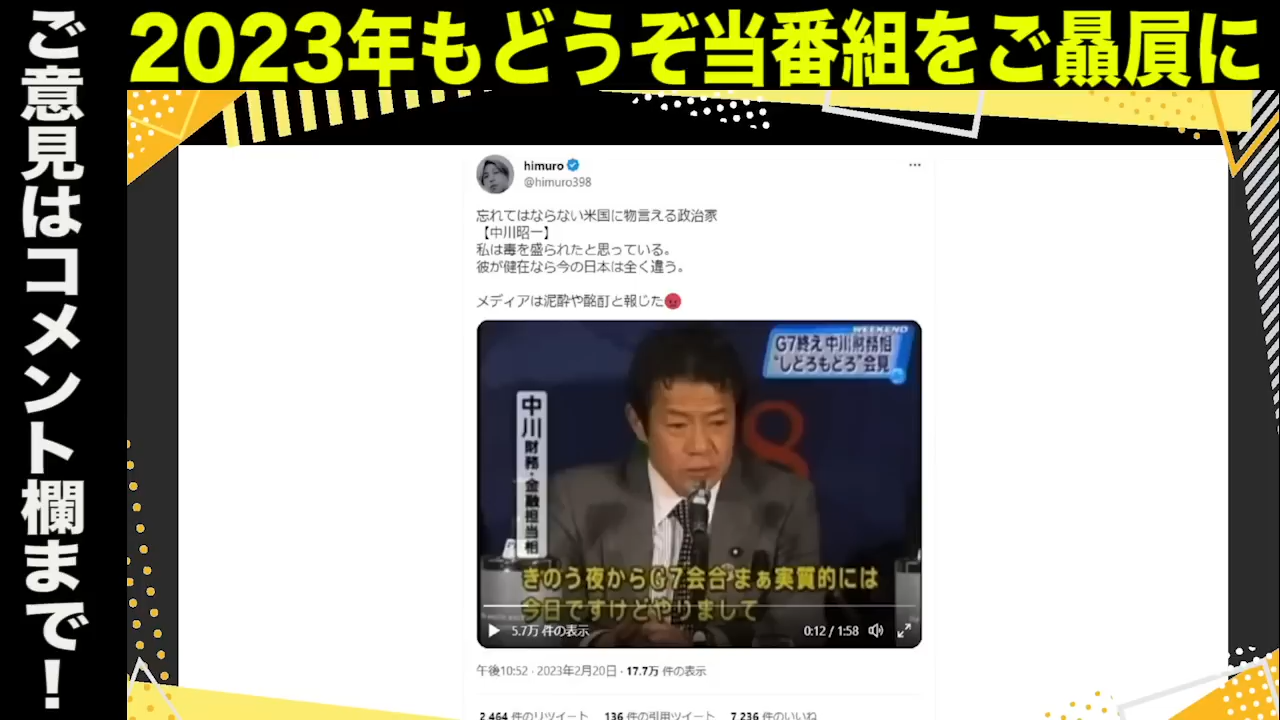 2023年もどうぞ当番組をご贔屓に
ご意見はコメント欄まで!
himuro
@himuro398
忘れてはならない米国に物言える政治家
【中川昭一】
私は毒を盛られたと思っている。
彼が健在なら今の日本は全く違う。
メディアは泥酔や酩酊と報じた😡
WEEKEND
G7終え 中川財務相
“しどろもどろ”会見
中川財務・金融担当相
8
きのう夜からG7会合 まぁ実質的には
今日ですけどやりまして
5.7万 件の表示
0:12 / 1:58
午後10:52 · 2023年2月20日 · 17.7万 件の表示
2,464 件のリツイート 136 件の引用ツイート 7,236 件のいいね